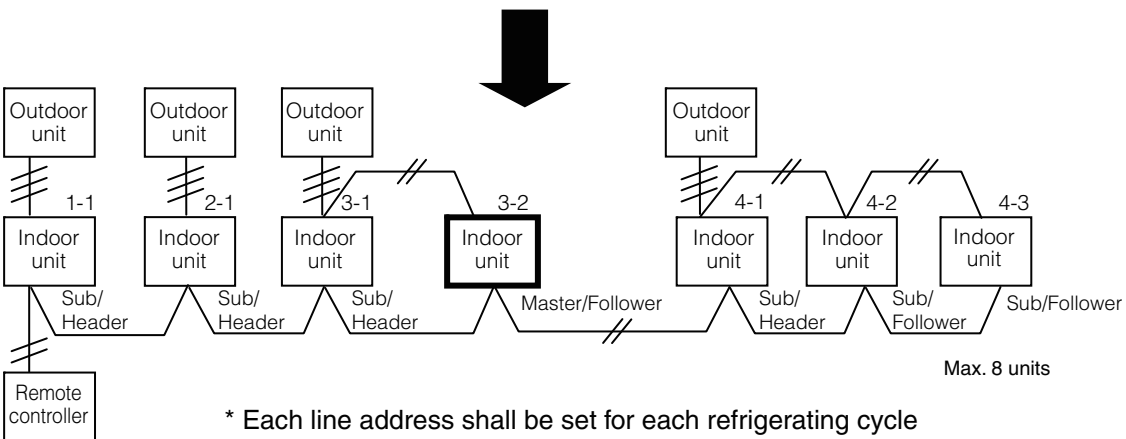 Outdoor
unit
Outdoor
unit
Outdoor
unit
Outdoor
unit
1-1
2-1
3-1
3-2
4-1
4-2
4-3
Indoor
unit
Indoor
unit
Indoor
unit
Indoor
unit
Indoor
unit
Indoor
unit
Indoor
unit
Sub/
Header
Sub/
Header
Sub/
Header
Master/Follower
Sub/
Header
Sub/
Follower
Sub/Follower
Max. 8 units
Remote
controller
* Each line address shall be set for each refrigerating cycle